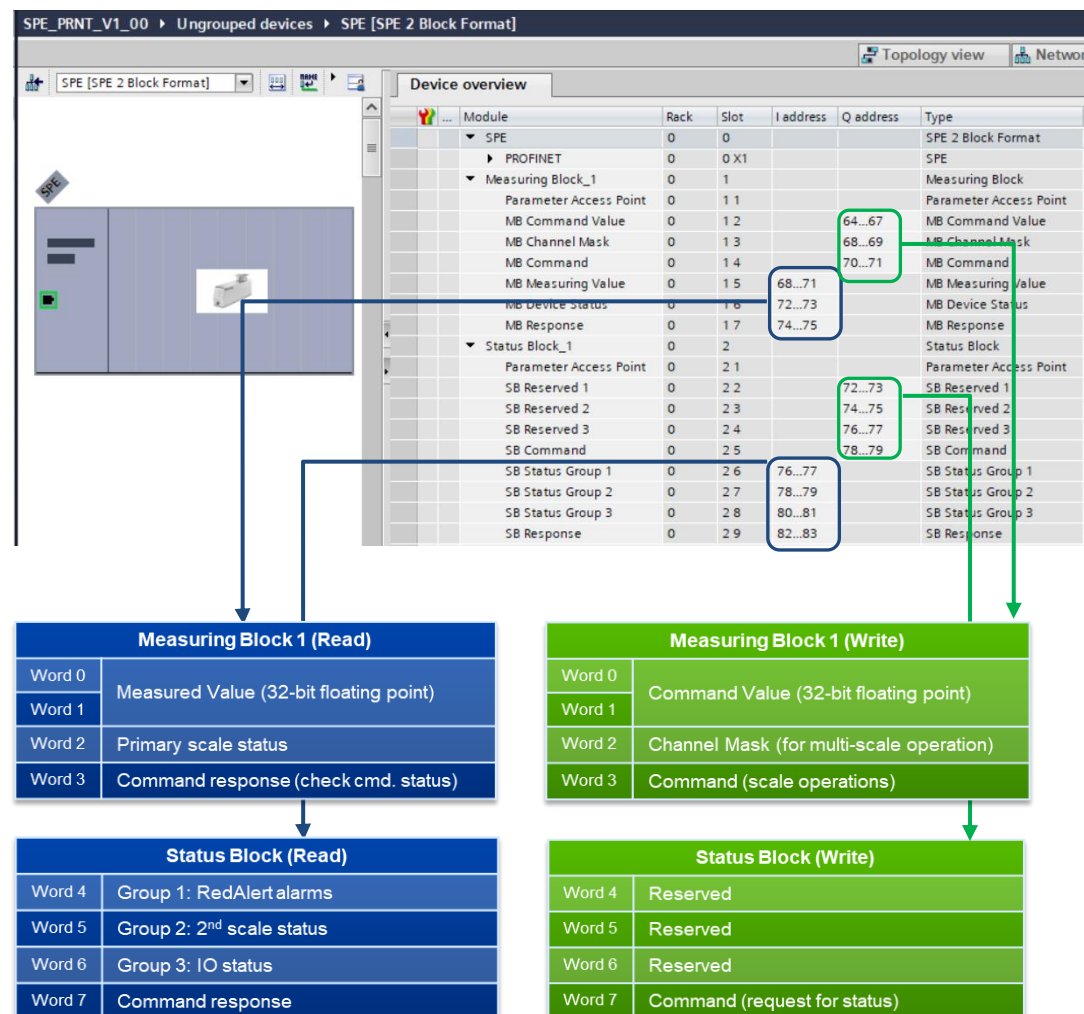 SPE_PRNT_V1_00 ▸ Ungrouped devices ▸ SPE [SPE 2 Block Format]
Topology view Networ
SPE [SPE 2 Block Format]
Device overview
... Module Rack Slot I address Q address Type
SPE 0 0 SPE 2 Block Format
PROFINET 0 0 X1 SPE
Measuring Block_1 0 1 Measuring Block
Parameter Access Point 0 1 1 Parameter Access Point
MB Command Value 0 1 2 64...67 MB Command Value
MB Channel Mask 0 1 3 68...69 MB Channel Mask
MB Command 0 1 4 70...71 MB Command
MB Measuring Value 0 1 5 68...71 MB Measuring Value
MB Device Status 0 1 6 72...73 MB Device Status
MB Response 0 1 7 74...75 MB Response
Status Block_1 0 2 Status Block
Parameter Access Point 0 2 1 Parameter Access Point
SB Reserved 1 0 2 2 72...73 SB Reserved 1
SB Reserved 2 0 2 3 74...75 SB Reserved 2
SB Reserved 3 0 2 4 76...77 SB Reserved 3
SB Command 0 2 5 78...79 SB Command
SB Status Group 1 0 2 6 76...77 SB Status Group 1
SB Status Group 2 0 2 7 78...79 SB Status Group 2
SB Status Group 3 0 2 8 80...81 SB Status Group 3
SB Response 0 2 9 82...83 SB Response
SPE
Measuring Block 1 (Read)
Word 0
Measured Value (32-bit floating point)
Word 1
Word 2 Primary scale status
Word 3 Command response (check cmd. status)
Measuring Block 1 (Write)
Word 0
Command Value (32-bit floating point)
Word 1
Word 2 Channel Mask (for multi-scale operation)
Word 3 Command (scale operations)
Status Block (Read)
Word 4 Group 1: RedAlert alarms
Word 5 Group 2: 2nd scale status
Word 6 Group 3: IO status
Word 7 Command response
Status Block (Write)
Word 4 Reserved
Word 5 Reserved
Word 6 Reserved
Word 7 Command (request for status)